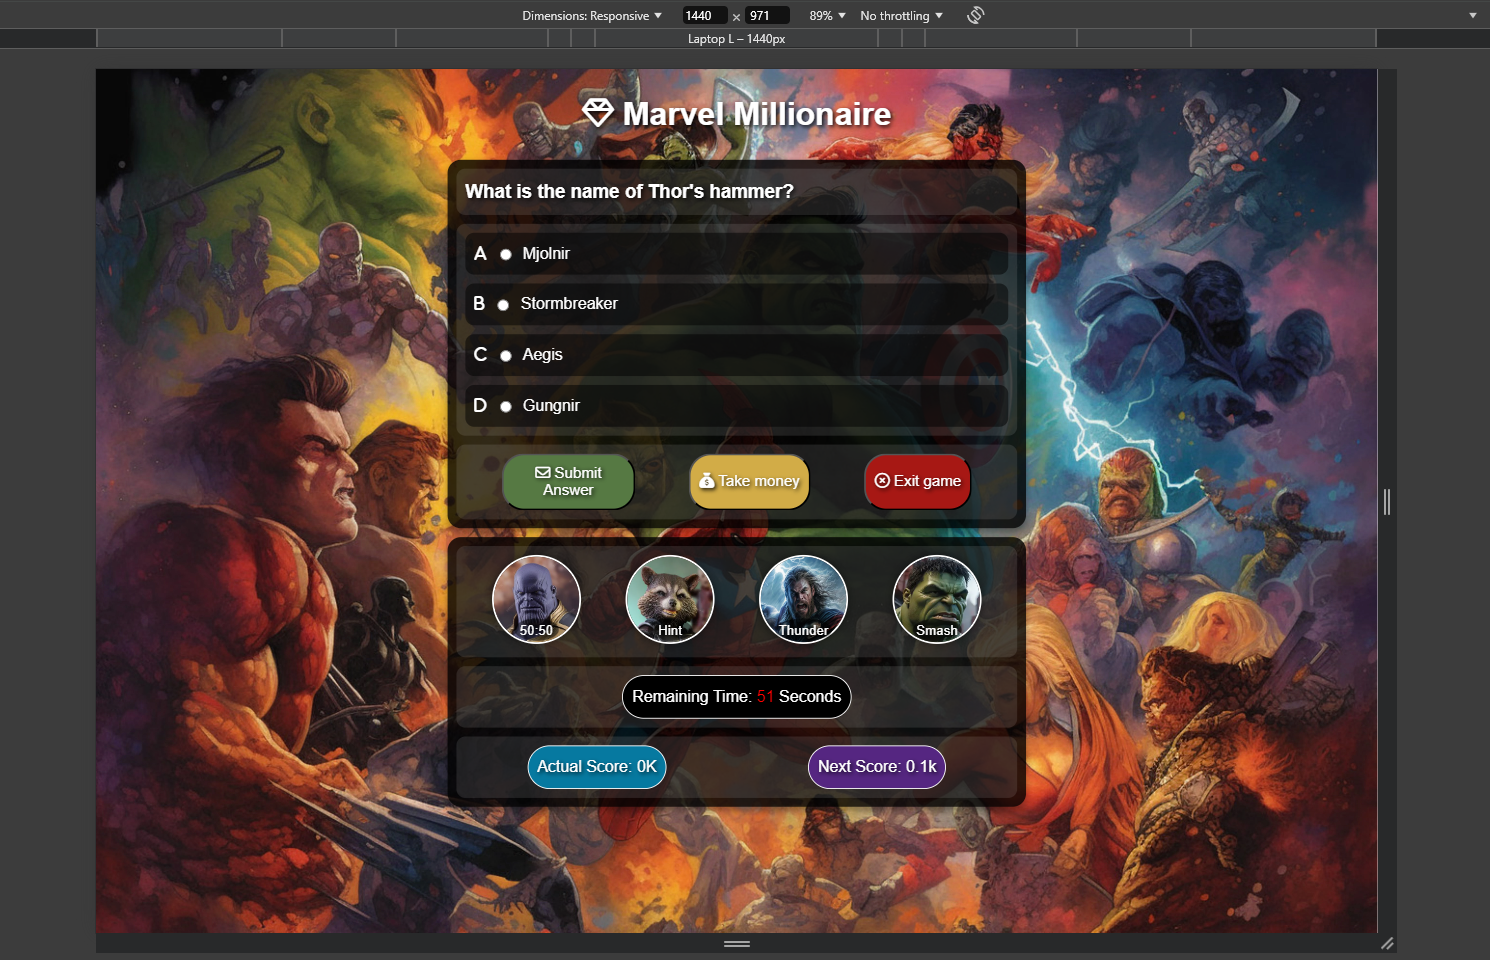 Dimensions: Responsive 1440 × 971 89% No throttling
Laptop L – 1440px
Marvel Millionaire
What is the name of Thor's hammer?
A Mjolnir
B Stormbreaker
C Aegis
D Gungnir
Submit
Answer
Take money
Exit game
50:50
Hint
Thunder
Smash
Remaining Time: 51 Seconds
Actual Score: 0K
Next Score: 0.1k